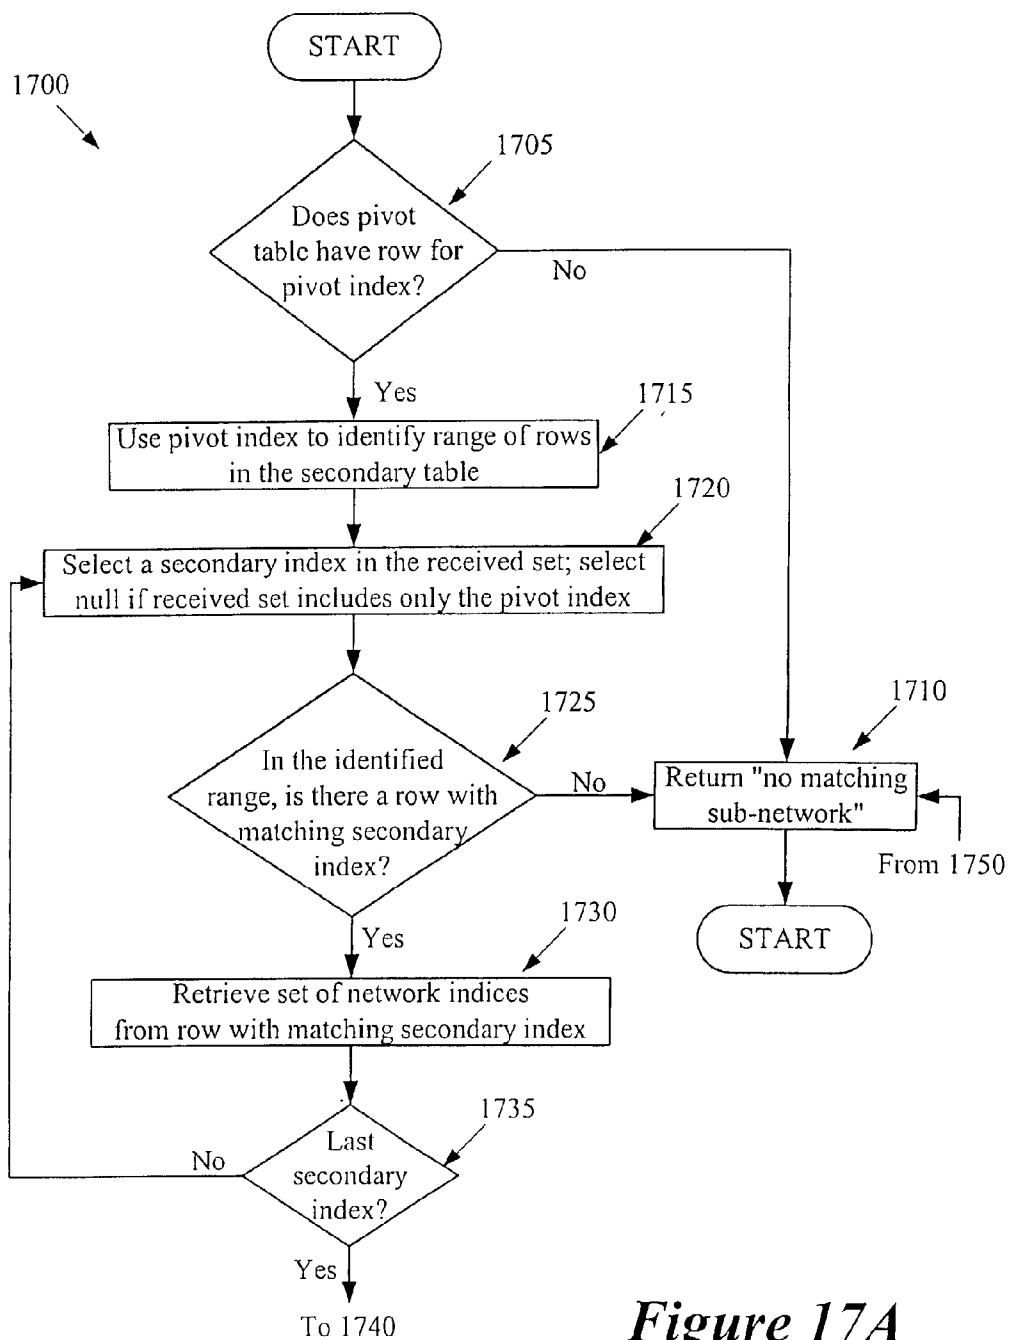 START
1700
1705
Does pivot
table have row for
pivot index?
No
Yes
1715
Use pivot index to identify range of rows
in the secondary table
1720
Select a secondary index in the received set; select
null if received set includes only the pivot index
1725
1710
In the identified
range, is there a row with
matching secondary
index?
No
Return "no matching
sub-network"
From 1750
Yes
START
1730
Retrieve set of network indices
from row with matching secondary index
1735
Last
secondary
index?
No
Yes
To 1740
Figure 17A